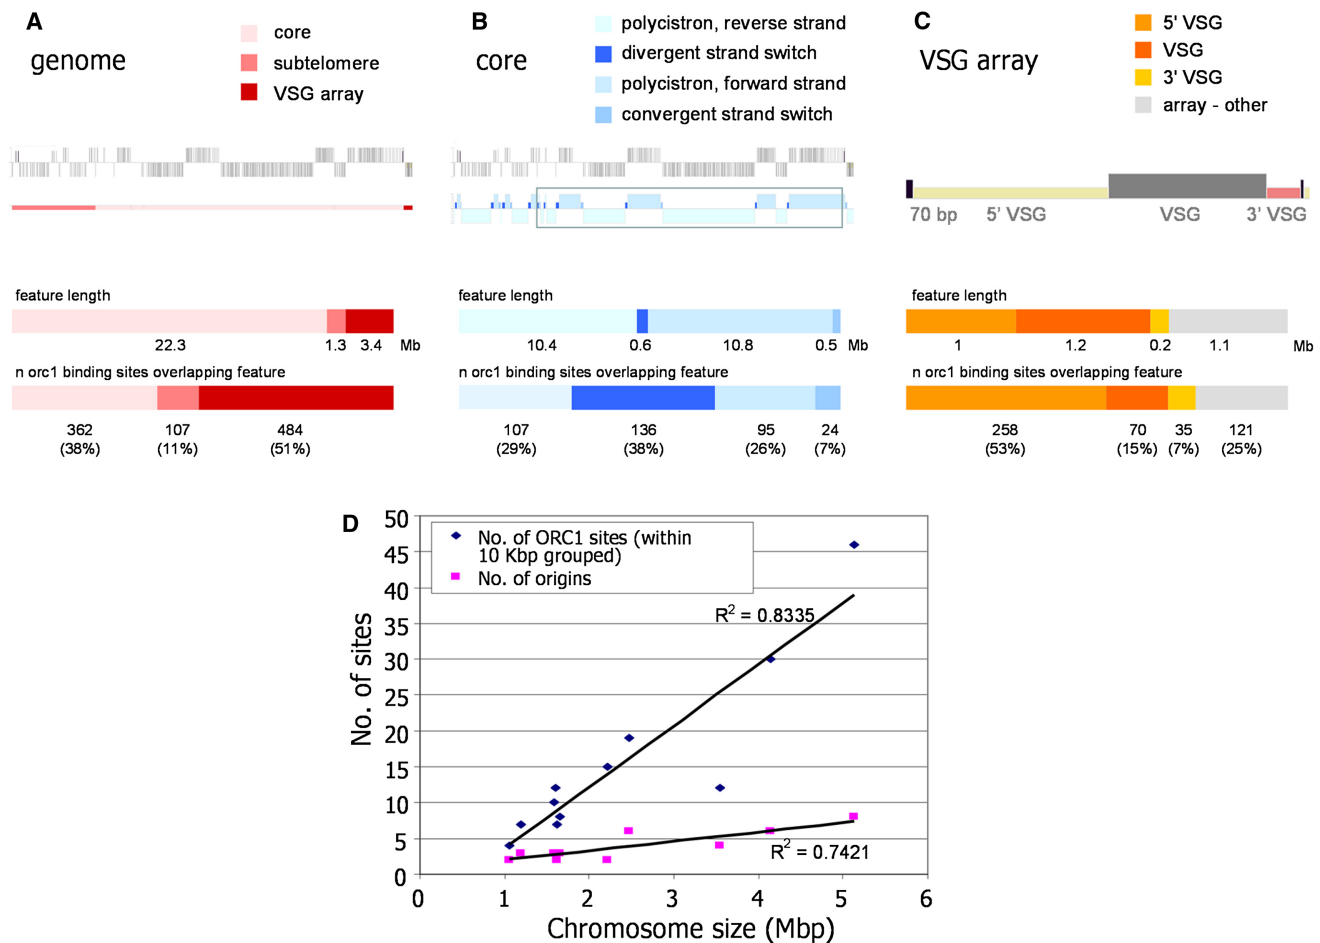 A
genome
core
subtelomere
VSG array
feature length
22.3 1.3 3.4 Mb
n orc1 binding sites overlapping feature
362 107 484
(38%) (11%) (51%)
B
core
polycistron, reverse strand
divergent strand switch
polycistron, forward strand
convergent strand switch
feature length
10.4 0.6 10.8 0.5 Mb
n orc1 binding sites overlapping feature
107 136 95 24
(29%) (38%) (26%) (7%)
C
VSG array
5' VSG
VSG
3' VSG
array - other
70 bp 5' VSG VSG 3' VSG
feature length
1 1.2 0.2 1.1 Mb
n orc1 binding sites overlapping feature
258 70 35 121
(53%) (15%) (7%) (25%)
D
No. of ORC1 sites (within
10 Kbp grouped)
No. of origins
R² = 0.8335
R² = 0.7421
No. of sites
50
45
40
35
30
25
20
15
10
5
0
0 1 2 3 4 5 6
Chromosome size (Mbp)